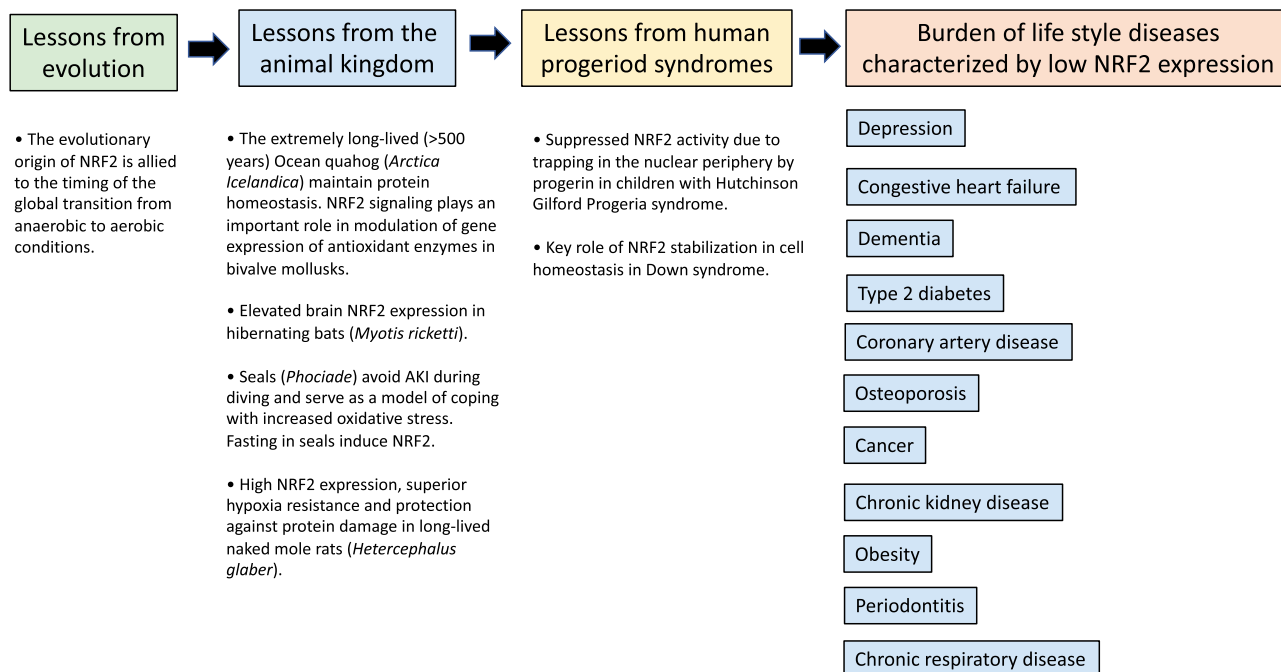 Lessons from
evolution
Lessons from the
animal kingdom
Lessons from human
progeriod syndromes
Burden of life style diseases
characterized by low NRF2 expression
• The evolutionary
origin of NRF2 is allied
to the timing of the
global transition from
anaerobic to aerobic
conditions.
• The extremely long-lived (>500
years) Ocean quahog (Arctica
Icelandica) maintain protein
homeostasis. NRF2 signaling plays an
important role in modulation of gene
expression of antioxidant enzymes in
bivalve mollusks.
• Elevated brain NRF2 expression in
hibernating bats (Myotis ricketti).
• Seals (Phociade) avoid AKI during
diving and serve as a model of coping
with increased oxidative stress.
Fasting in seals induce NRF2.
• High NRF2 expression, superior
hypoxia resistance and protection
against protein damage in long-lived
naked mole rats (Hetercephalus
glaber).
• Suppressed NRF2 activity due to
trapping in the nuclear periphery by
progerin in children with Hutchinson
Gilford Progeria syndrome.
• Key role of NRF2 stabilization in cell
homeostasis in Down syndrome.
Depression
Congestive heart failure
Dementia
Type 2 diabetes
Coronary artery disease
Osteoporosis
Cancer
Chronic kidney disease
Obesity
Periodontitis
Chronic respiratory disease